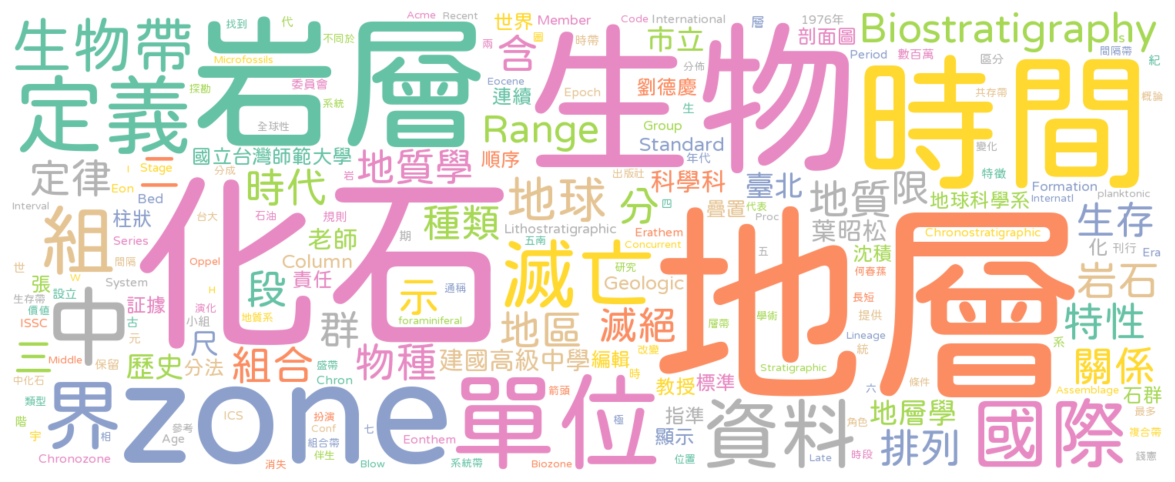 Acme Recent 世界 Member Code International 1976年 Biostratigraphy
找到 代 不同於 層 兩 圖 時帶 剖面圖
生物帶 岩層 含 生物 市立 Period 數百萬 間隔帶 紀
Microfossils 委員會 Eocene 分佈 區分
定義 探勘 系統 連續 Epoch 劉德慶 時間 共存帶 概論
全球性 Range 生 Group Standard 年代 變化
國立台灣師範大學 地質學 順序 出版社 特徵
定律 二 Stage 分成 岩 科學科 臺北 地質 限 Formation planktonic
Eon Bed 時代 種類 地球 分 四 疊置 代表 地球科學系 Internatl
Interval 組 柱狀 台大 石油 規則 化石 Lithostratigraphic 地層 Proc 葉昭松 Chronostratigraphic 生存
Series 期 老師 五南 Erathem Concurrent 五 沈積 化 刊行 Era
世 間隔 Oppel Column 滅亡 研究 何春蓀 岩石
張 設立 W System 責任 Geologic 通稱
生存帶 價值 段 示 長短
ISSC 中 証據 演化 H 群 foraminiferal 地區 滅絕 層帶 學術 提供 特性
古 小組 地質系 Lineage
三 Middle 元 尺 改變 Stratigraphic 統 系
中化石 保留 歷史 分法 組合 盛帶 物種 建國高級中學 編輯 時 教授 標準 六 條件 關係
類型 Chron Assemblage 石群
階 界 zone ICS 扮演 箭頭 單位 極 指準 資料 角色 地層學 國際 最多
宇 相 參考 Conf 七 顯示 排列 複合帶
Age 組合帶 Eonthem
Chronozone 伴生 位置 時段
消失 Blow 系統帶 Biozone Late 錢憲